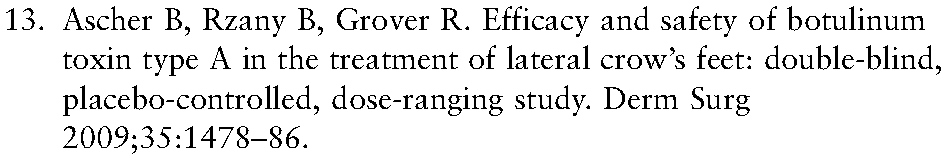 13. Ascher B, Rzany B, Grover R. Efficacy and safety of botulinum
toxin type A in the treatment of lateral crow’s feet: double-blind,
placebo-controlled, dose-ranging study. Derm Surg
2009;35:1478–86.